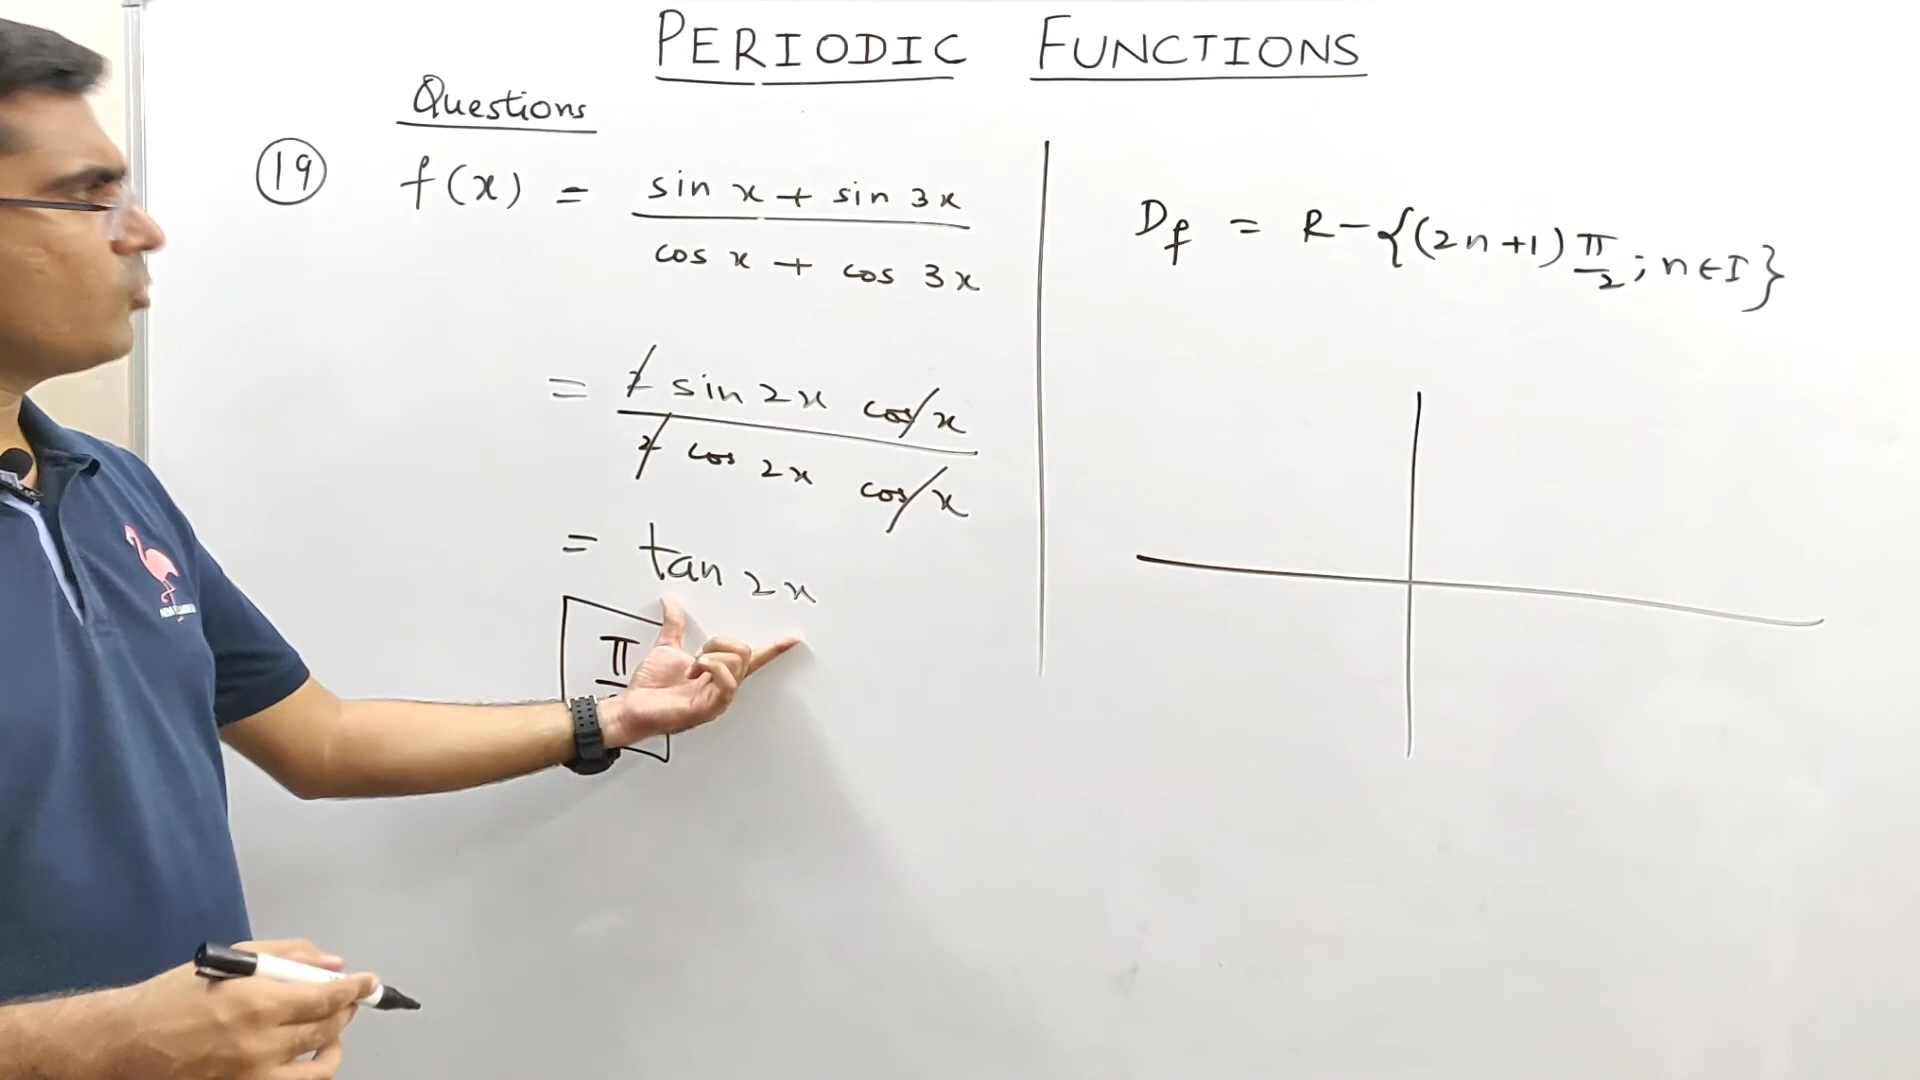 PERIODIC FUNCTIONS
Questions
19 f(x) = sin x + sin 3x
cos x + cos 3x
= 2 sin 2x cos x
2 cos 2x cos x
= tan 2x
π
D_f = R - {(2n+1) π/2 ; n ∈ I}